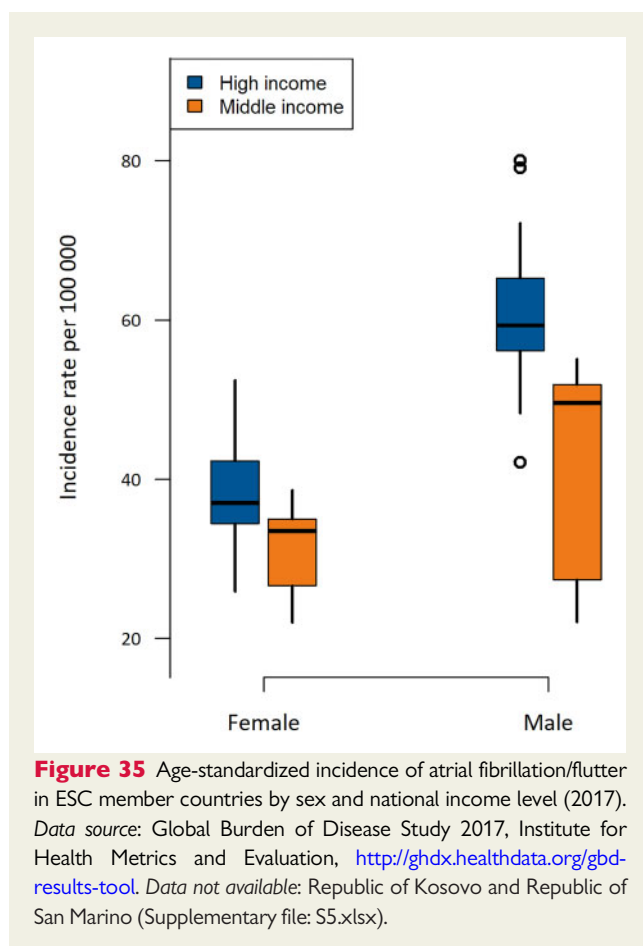 High income
Middle income
80
60
40
20
Incidence rate per 100 000
Female Male
Figure 35 Age-standardized incidence of atrial fibrillation/flutter
in ESC member countries by sex and national income level (2017).
Data source: Global Burden of Disease Study 2017, Institute for
Health Metrics and Evaluation, http://ghdx.healthdata.org/gbd-
results-tool. Data not available: Republic of Kosovo and Republic of
San Marino (Supplementary file: S5.xlsx).